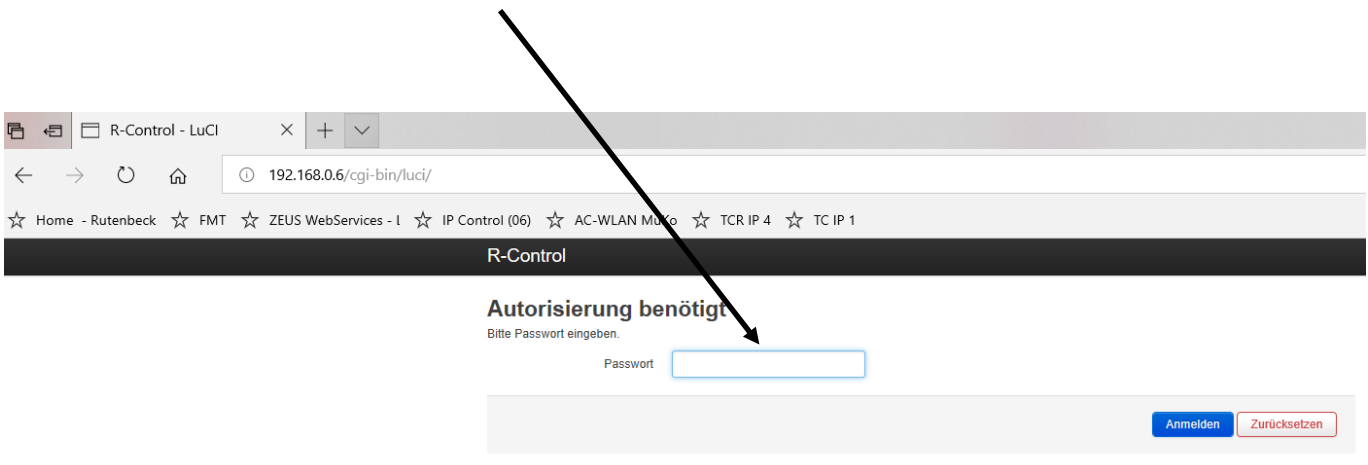 R-Control - LuCI
192.168.0.6/cgi-bin/luci/
Home - Rutenbeck FMT ZEUS WebServices - l IP Control (06) AC-WLAN MuKo TCR IP 4 TC IP 1
R-Control
Autorisierung benötigt
Bitte Passwort eingeben.
Passwort
Anmelden Zurücksetzen